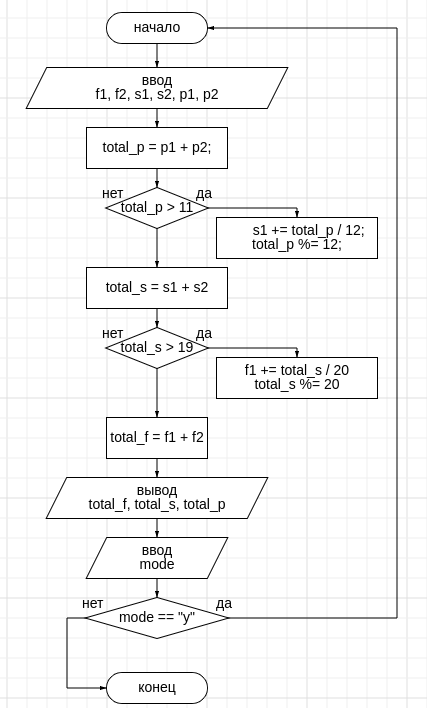 начало
ввод
f1, f2, s1, s2, p1, p2
total_p = p1 + p2;
нет
да
total_p > 11
s1 += total_p / 12;
total_p %= 12;
total_s = s1 + s2
нет
да
total_s > 19
f1 += total_s / 20
total_s %= 20
total_f = f1 + f2
вывод
total_f, total_s, total_p
ввод
mode
нет
да
mode == "y"
конец